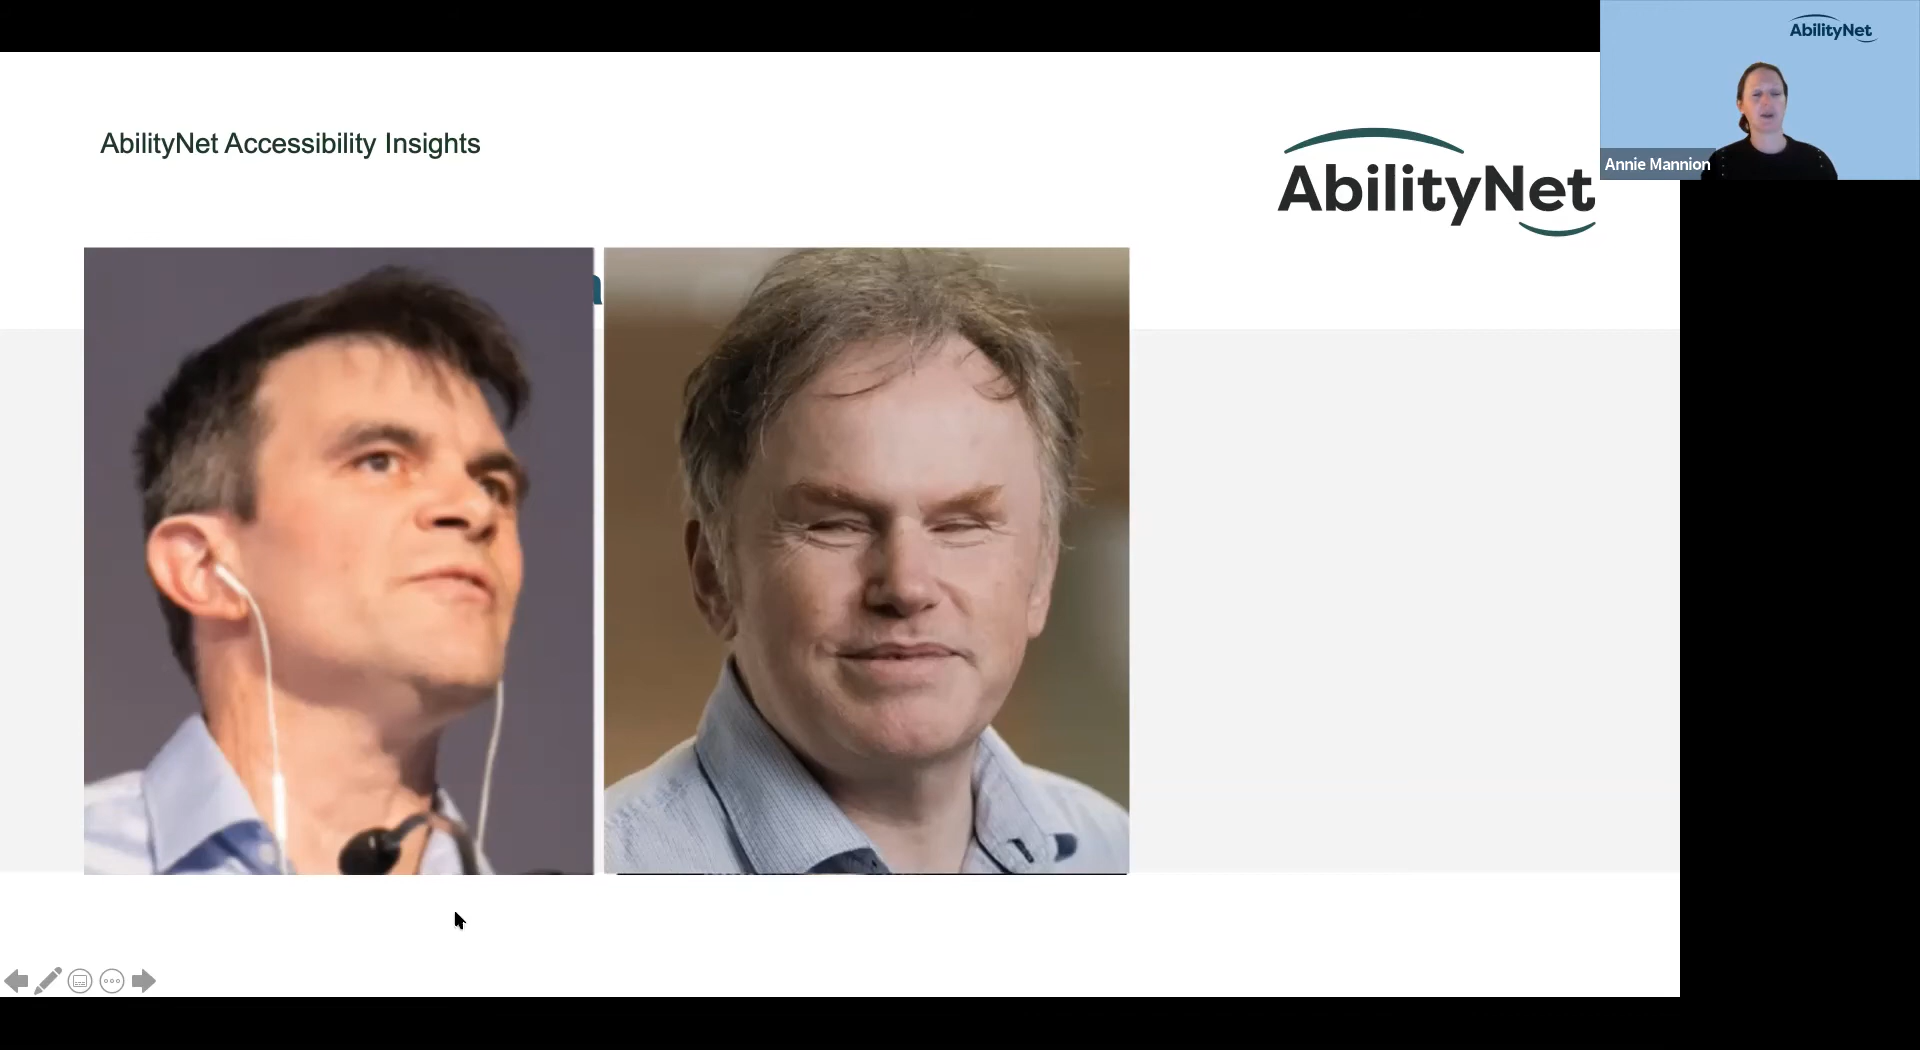 AbilityNet Accessibility Insights
AbilityNet
AbilityNet
Annie Mannion